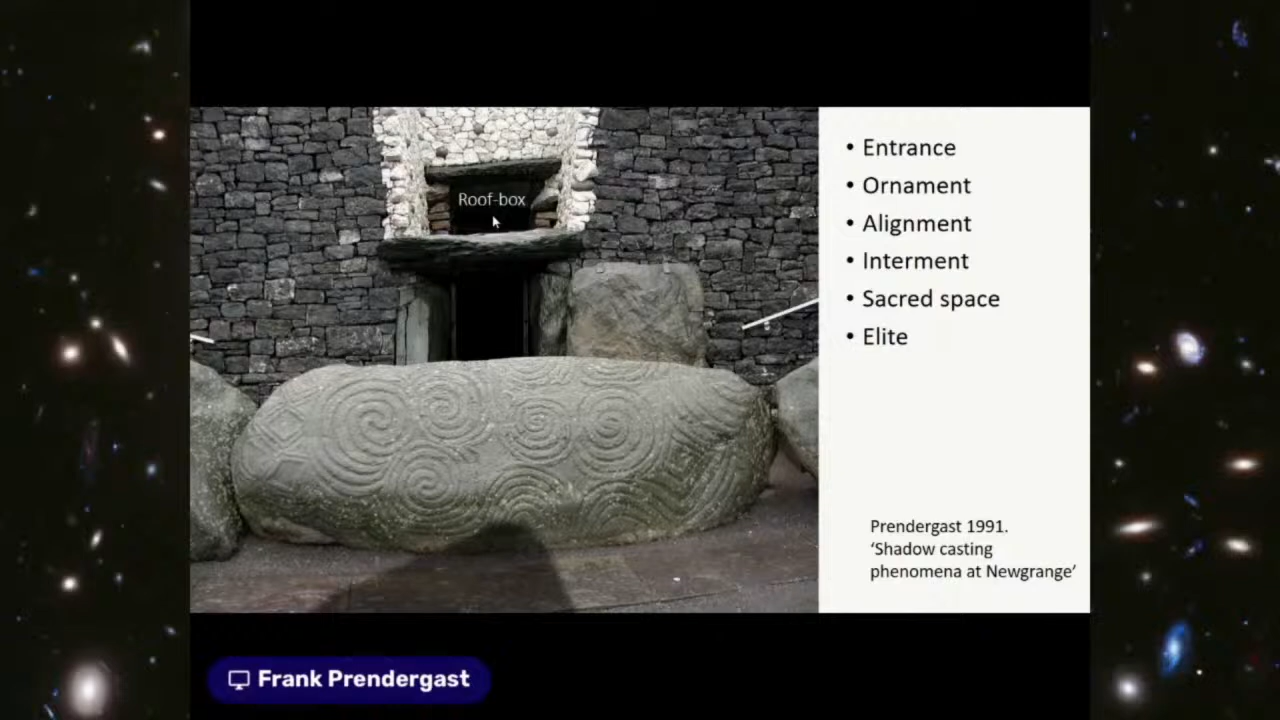 Roof-box
• Entrance
• Ornament
• Alignment
• Interment
• Sacred space
• Elite
Prendergast 1991.
‘Shadow casting
phenomena at Newgrange’
Frank Prendergast